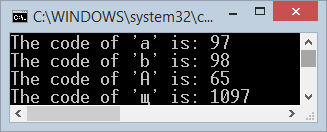 C:\WINDOWS\system32\c...
The code of 'a' is: 97
The code of 'b' is: 98
The code of 'A' is: 65
The code of 'щ' is: 1097